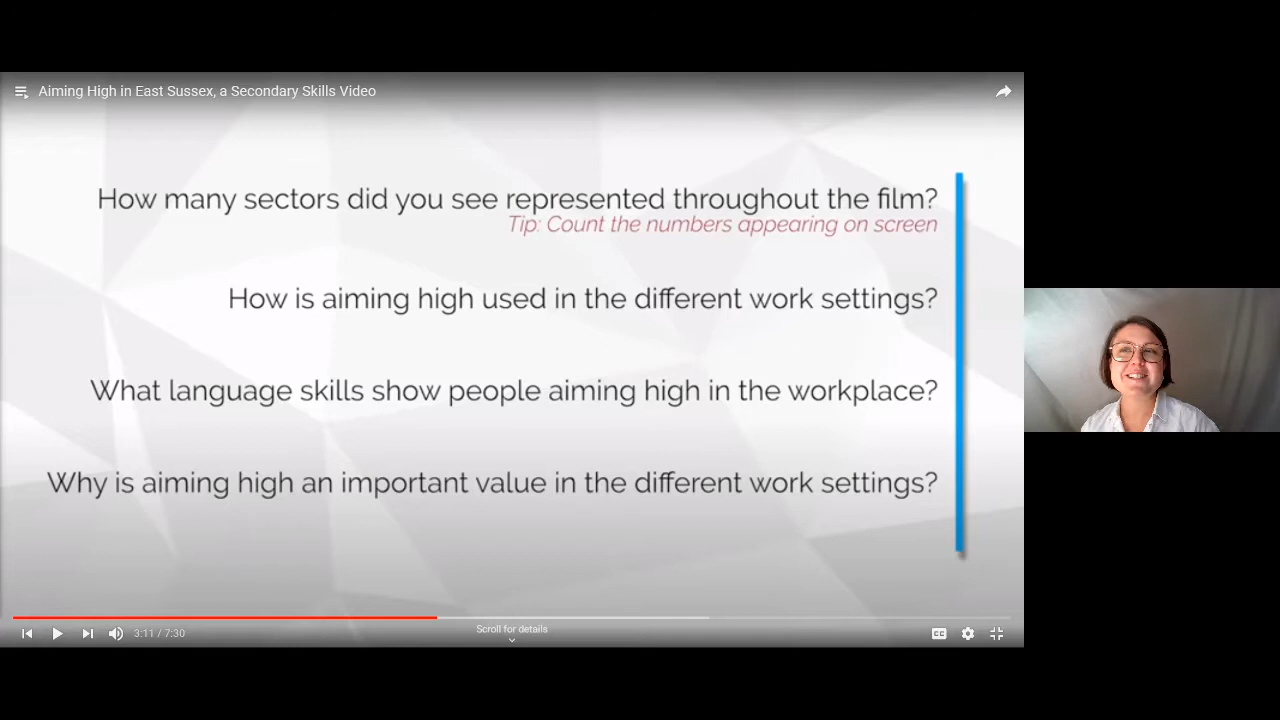 Aiming High in East Sussex, a Secondary Skills Video
How many sectors did you see represented throughout the film?
Tip: Count the numbers appearing on screen
How is aiming high used in the different work settings?
What language skills show people aiming high in the workplace?
Why is aiming high an important value in the different work settings?
3:11 / 7:30
Scroll for details
CC